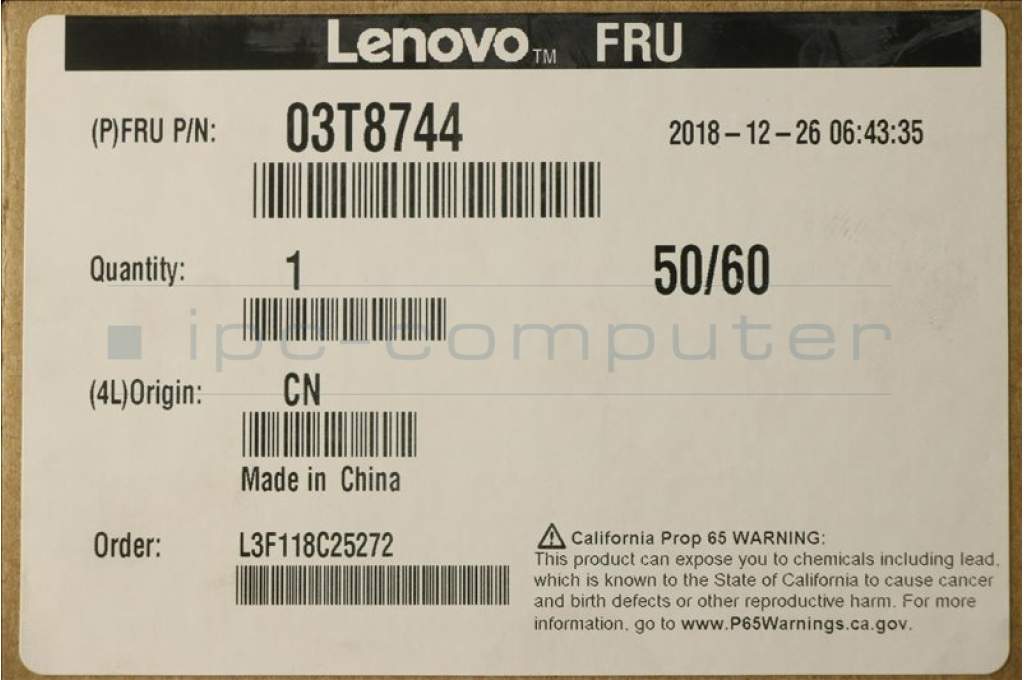 Lenovo™ FRU
(P)FRU P/N: 03T8744 2018-12-26 06:43:35
Quantity: 1 50/60
ipc-computer
(4L)Origin: CN
Made in China
Order: L3F118C25272
⚠ California Prop 65 WARNING:
This product can expose you to chemicals including lead,
which is known to the State of California to cause cancer
and birth defects or other reproductive harm. For more
information, go to www.P65Warnings.ca.gov.